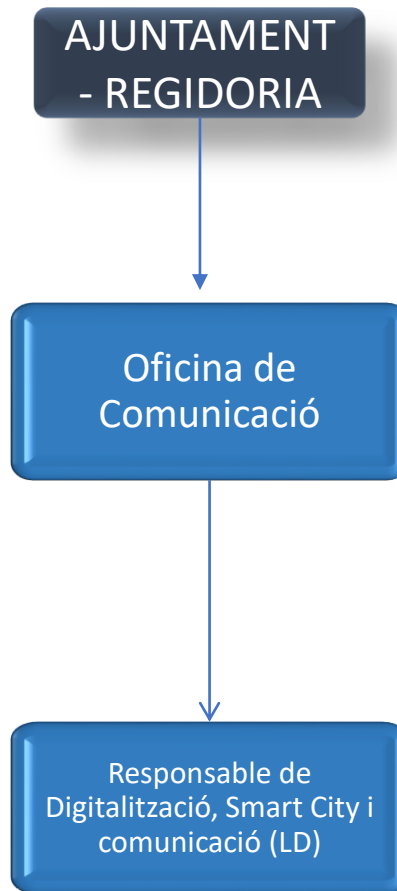 AJUNTAMENT
- REGIDORIA
Oficina de
Comunicació
Responsable de
Digitalització, Smart City i
comunicació (LD)